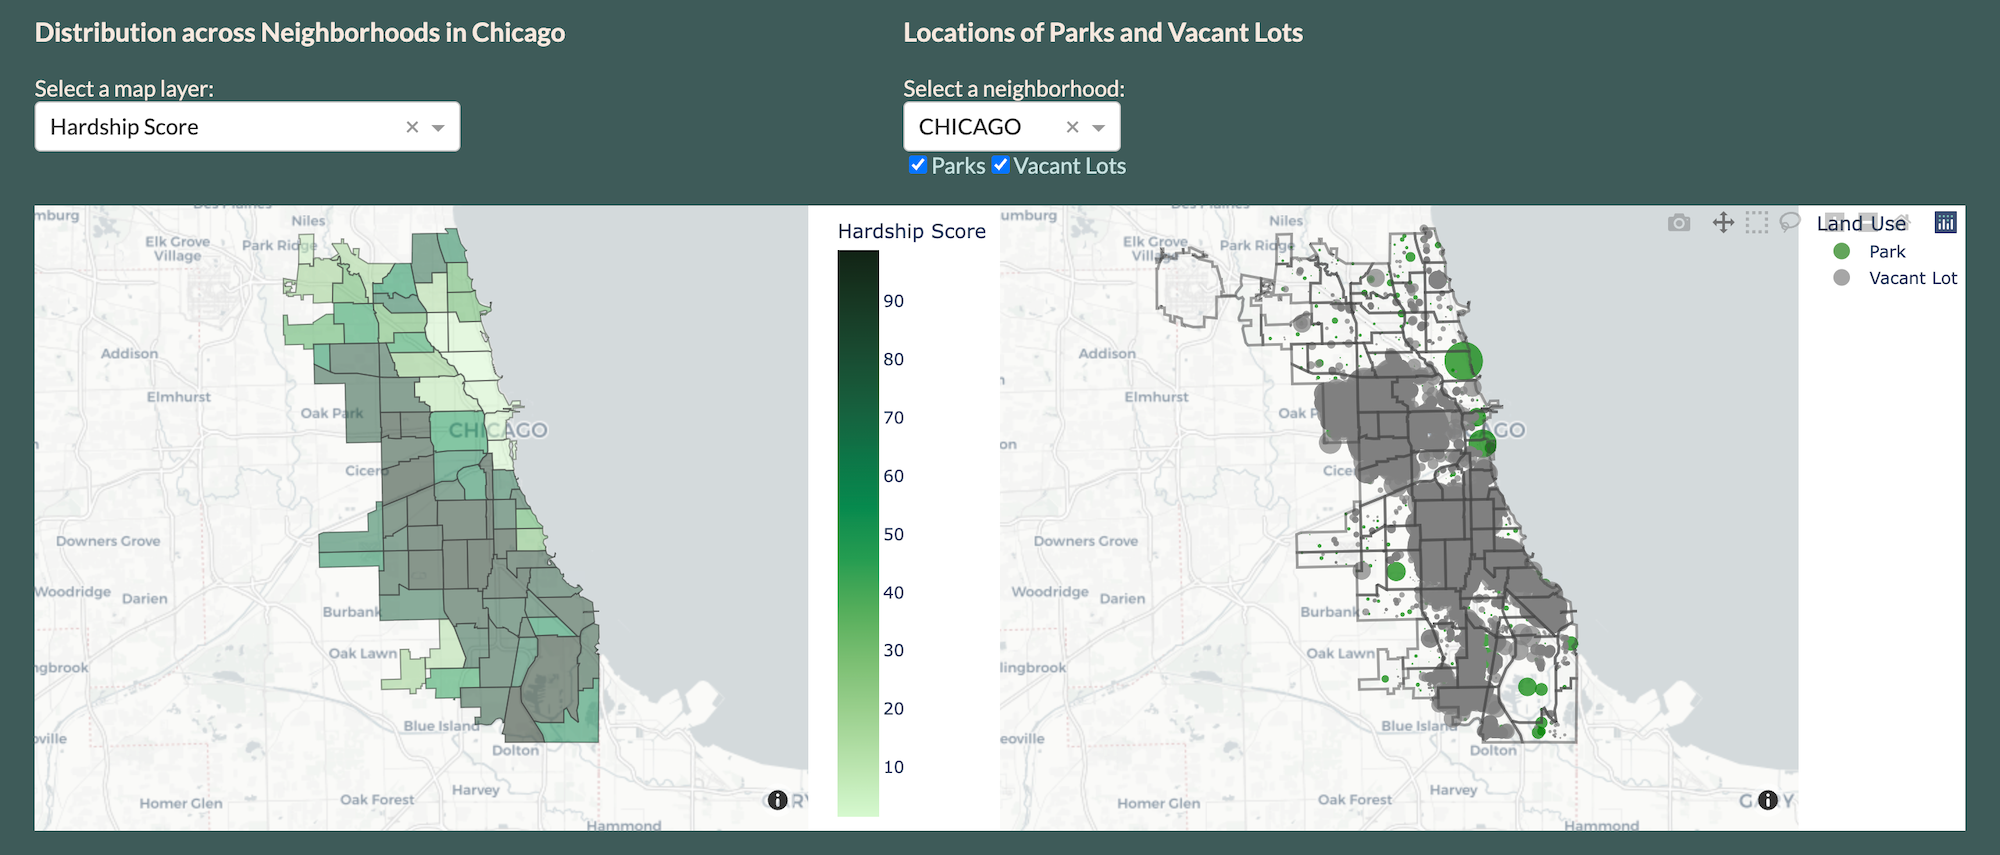 Distribution across Neighborhoods in Chicago
Select a map layer:
Hardship Score
Locations of Parks and Vacant Lots
Select a neighborhood:
CHICAGO
Parks
Vacant Lots
mburg
Des Plaines
Niles
Elk Grove
Village
Park Ridge
Addison
Elmhurst
Oak Park
CHICAGO
Cicero
Downers Grove
Woodridge
Darien
Burbank
Oak Lawn
ngbrook
Blue Island
oville
Dolton
Harvey
Oak Forest
Homer Glen
Hammond
RY
Hardship Score
90
80
70
60
50
40
30
20
10
umburg
Des Plaines
Niles
Elk Grove
Village
Park Ridge
Addison
Elmhurst
Oak P
AGO
on
Cice
Downers Grove
Woodridge
Darien
Burbank
Oak Lawn
lingbrook
Blue Island
eoville
Dolton
Harvey
Oak Forest
Homer Glen
Hammond
G Y
Land Use
Park
Vacant Lot